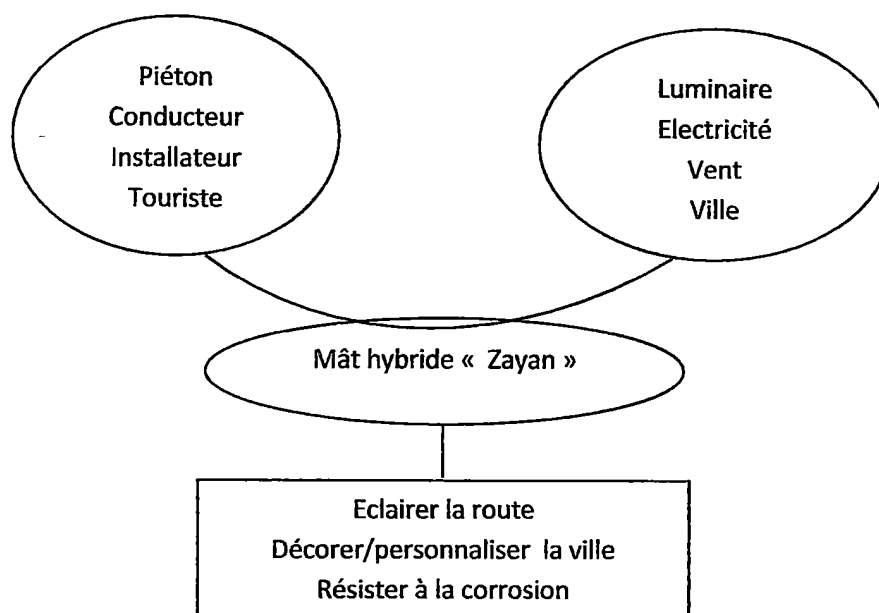 Piéton
Conducteur
Installateur
Touriste
Luminaire
Electricité
Vent
Ville
Mât hybride « Zayan »
Eclairer la route
Décorer/personnaliser la ville
Résister à la corrosion